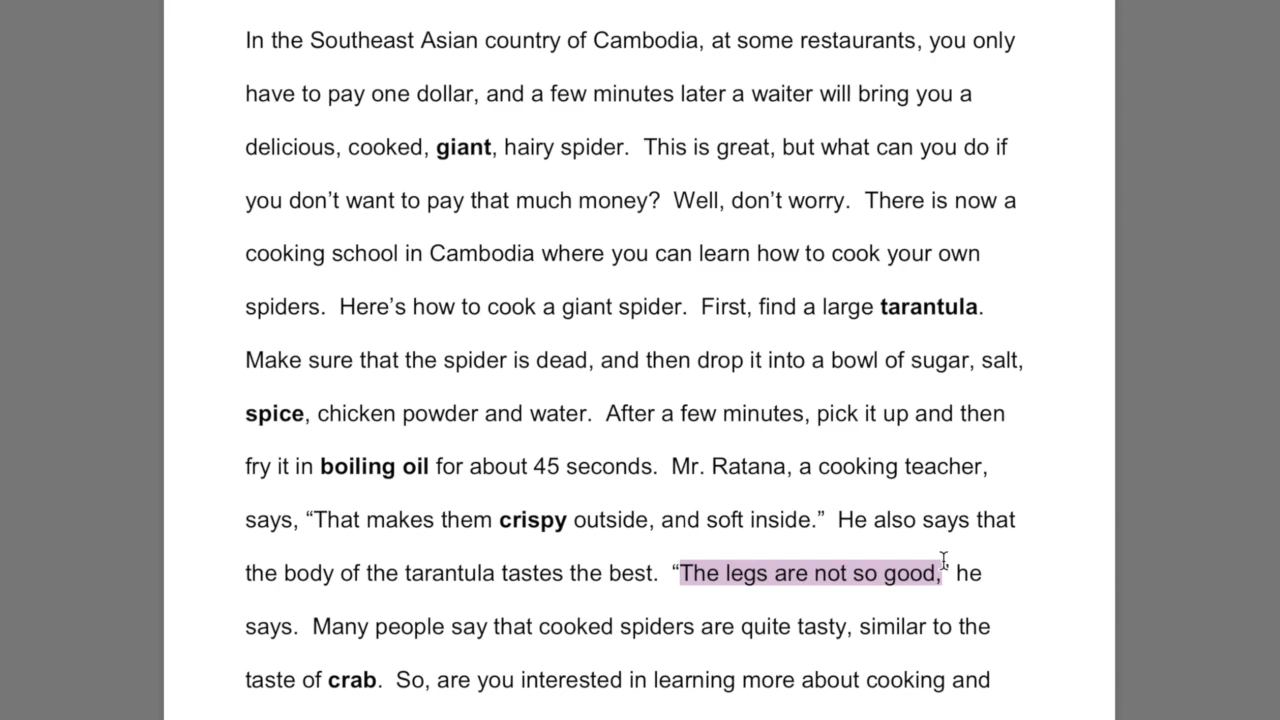 In the Southeast Asian country of Cambodia, at some restaurants, you only
have to pay one dollar, and a few minutes later a waiter will bring you a
delicious, cooked, giant, hairy spider.  This is great, but what can you do if
you don’t want to pay that much money?  Well, don’t worry.  There is now a
cooking school in Cambodia where you can learn how to cook your own
spiders.  Here’s how to cook a giant spider.  First, find a large tarantula.
Make sure that the spider is dead, and then drop it into a bowl of sugar, salt,
spice, chicken powder and water.  After a few minutes, pick it up and then
fry it in boiling oil for about 45 seconds.  Mr. Ratana, a cooking teacher,
says, “That makes them crispy outside, and soft inside.”  He also says that
the body of the tarantula tastes the best.  “The legs are not so good,” he
says.  Many people say that cooked spiders are quite tasty, similar to the
taste of crab.  So, are you interested in learning more about cooking and